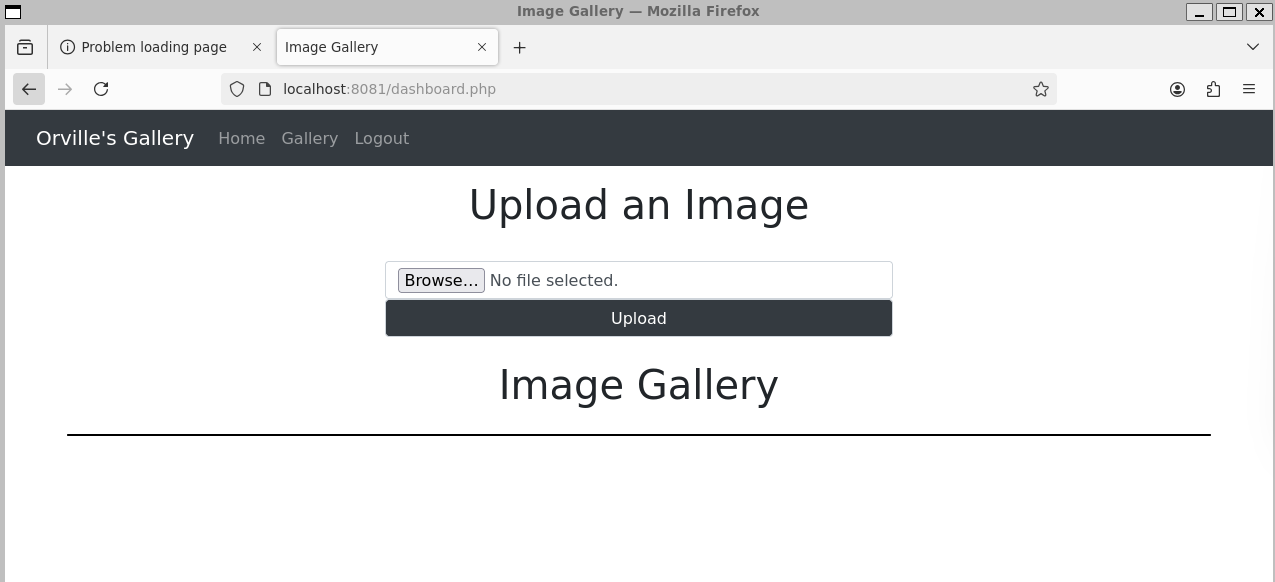 Image Gallery — Mozilla Firefox
Problem loading page
Image Gallery
localhost:8081/dashboard.php
Orville's Gallery Home Gallery Logout
Upload an Image
Browse... No file selected.
Upload
Image Gallery